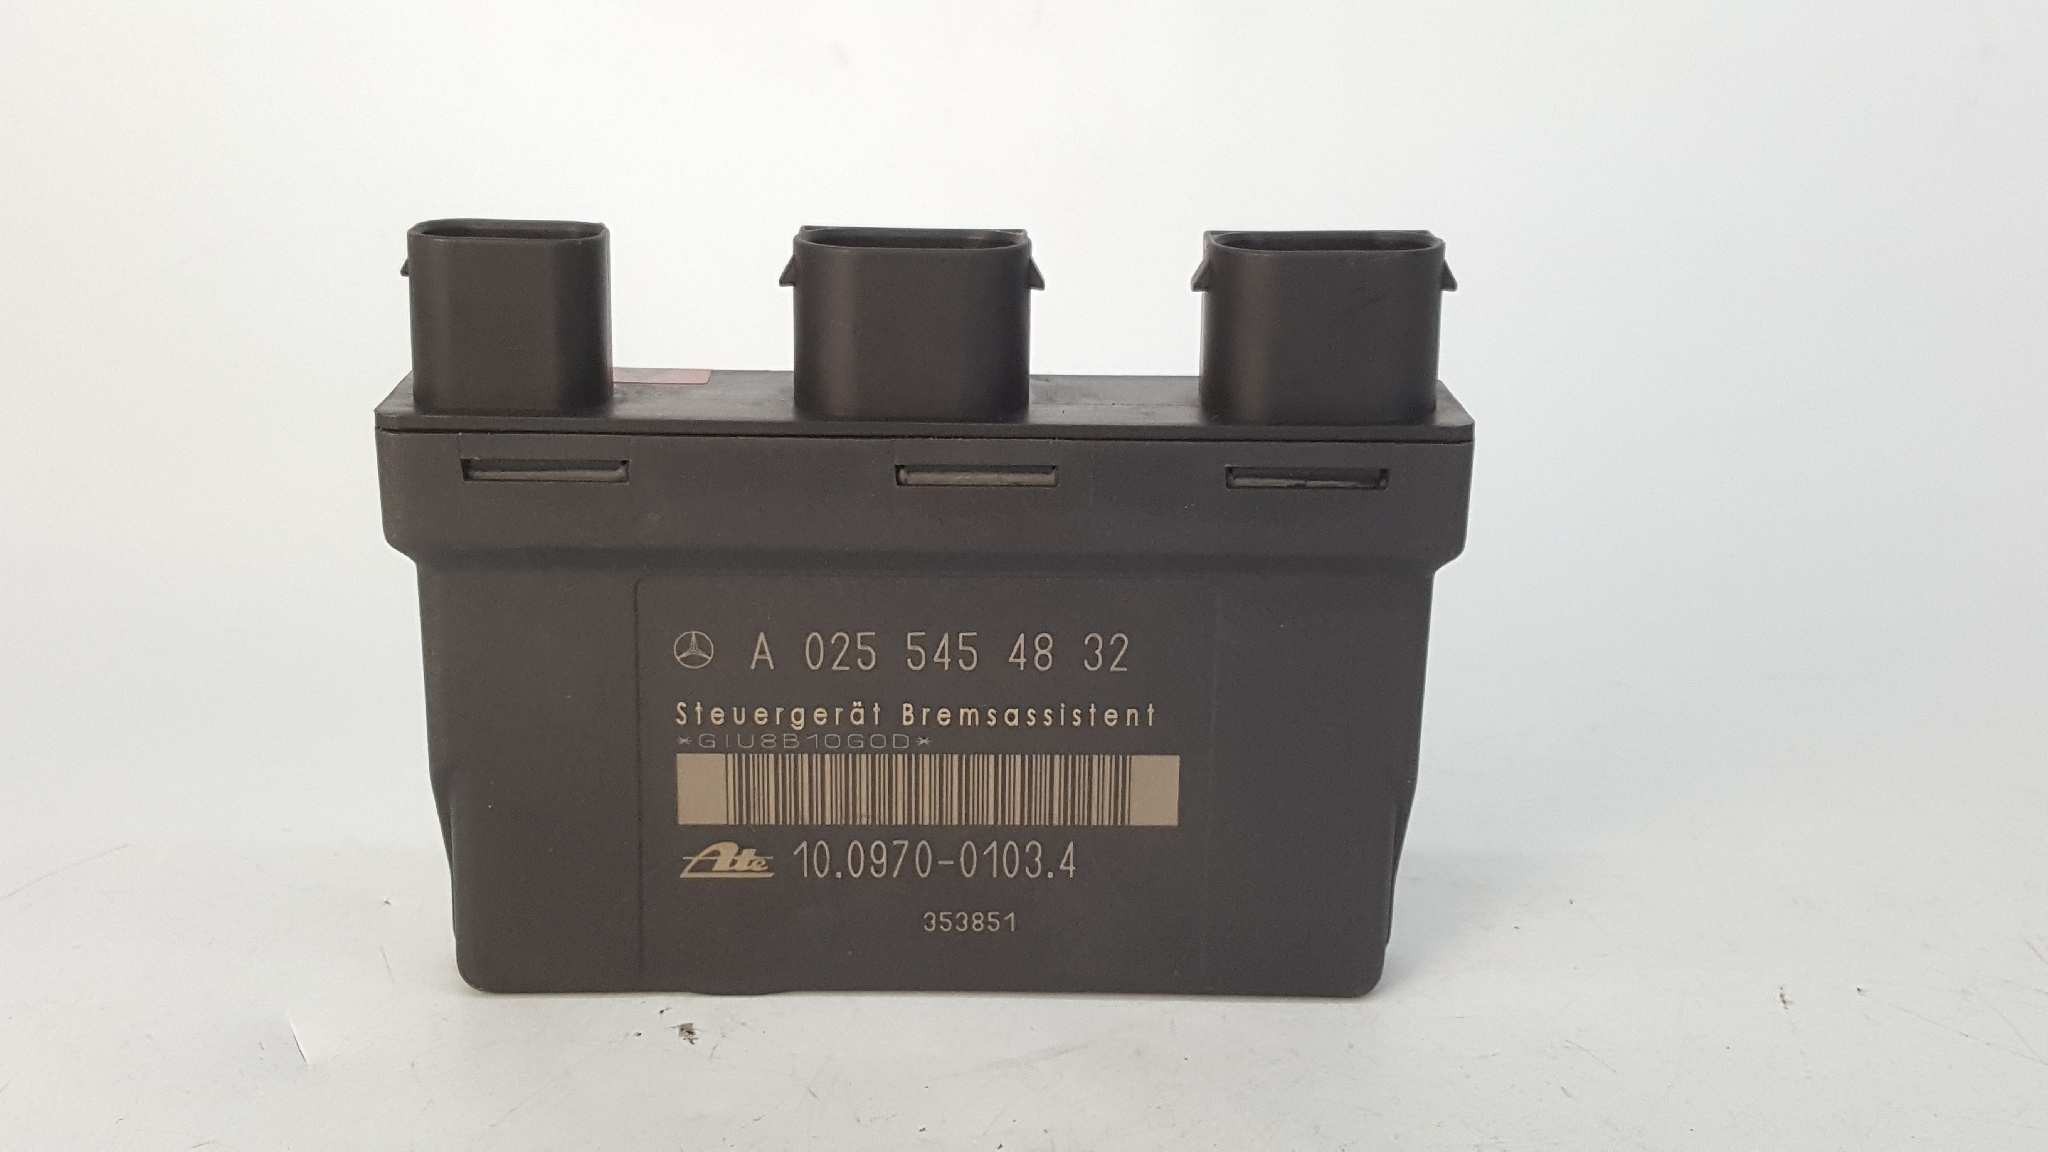 A 025 545 48 32
Steuergerät Bremsassistent
*GIU8B10G0D*
Ate 10.0970-0103.4
353851